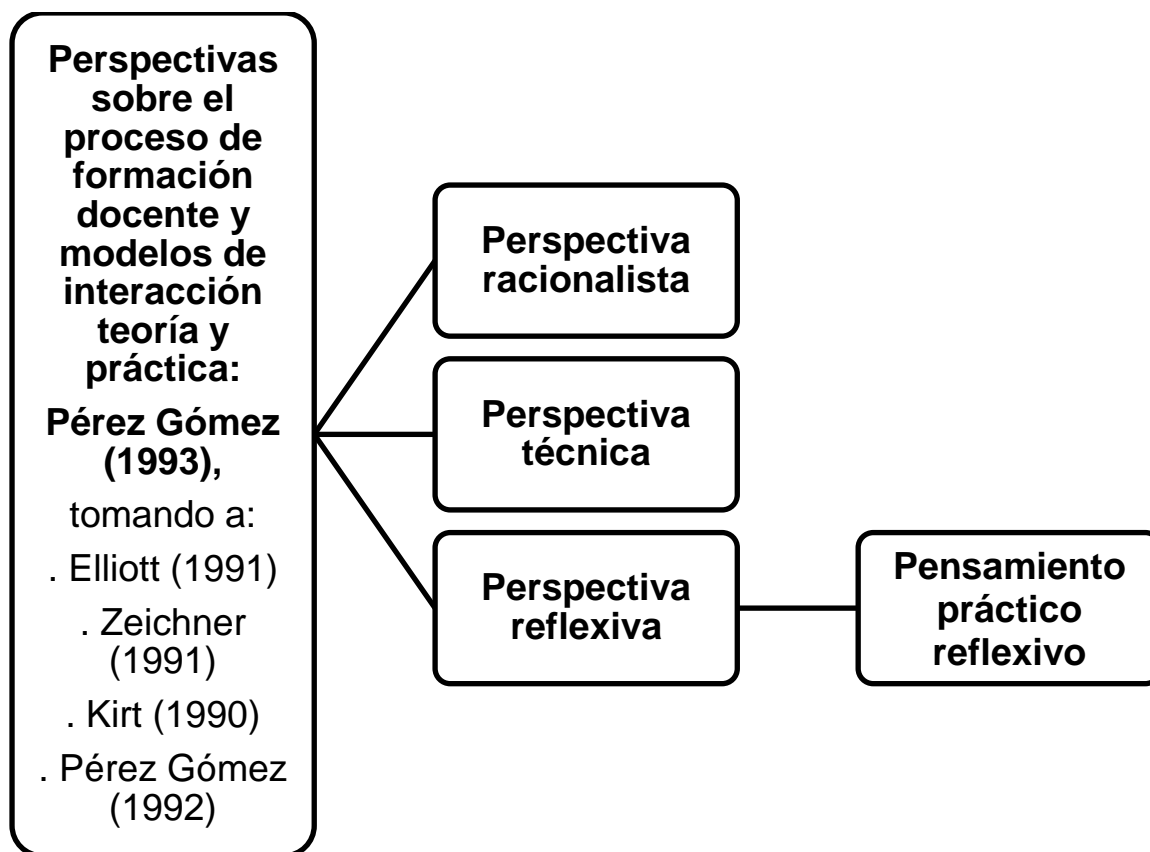 Perspectivas
sobre el
proceso de
formación
docente y
modelos de
interacción
teoría y
práctica:
Pérez Gómez
(1993),
tomando a:
. Elliott (1991)
. Zeichner
(1991)
. Kirt (1990)
. Pérez Gómez
(1992)
Perspectiva
racionalista
Perspectiva
técnica
Perspectiva
reflexiva
Pensamiento
práctico
reflexivo